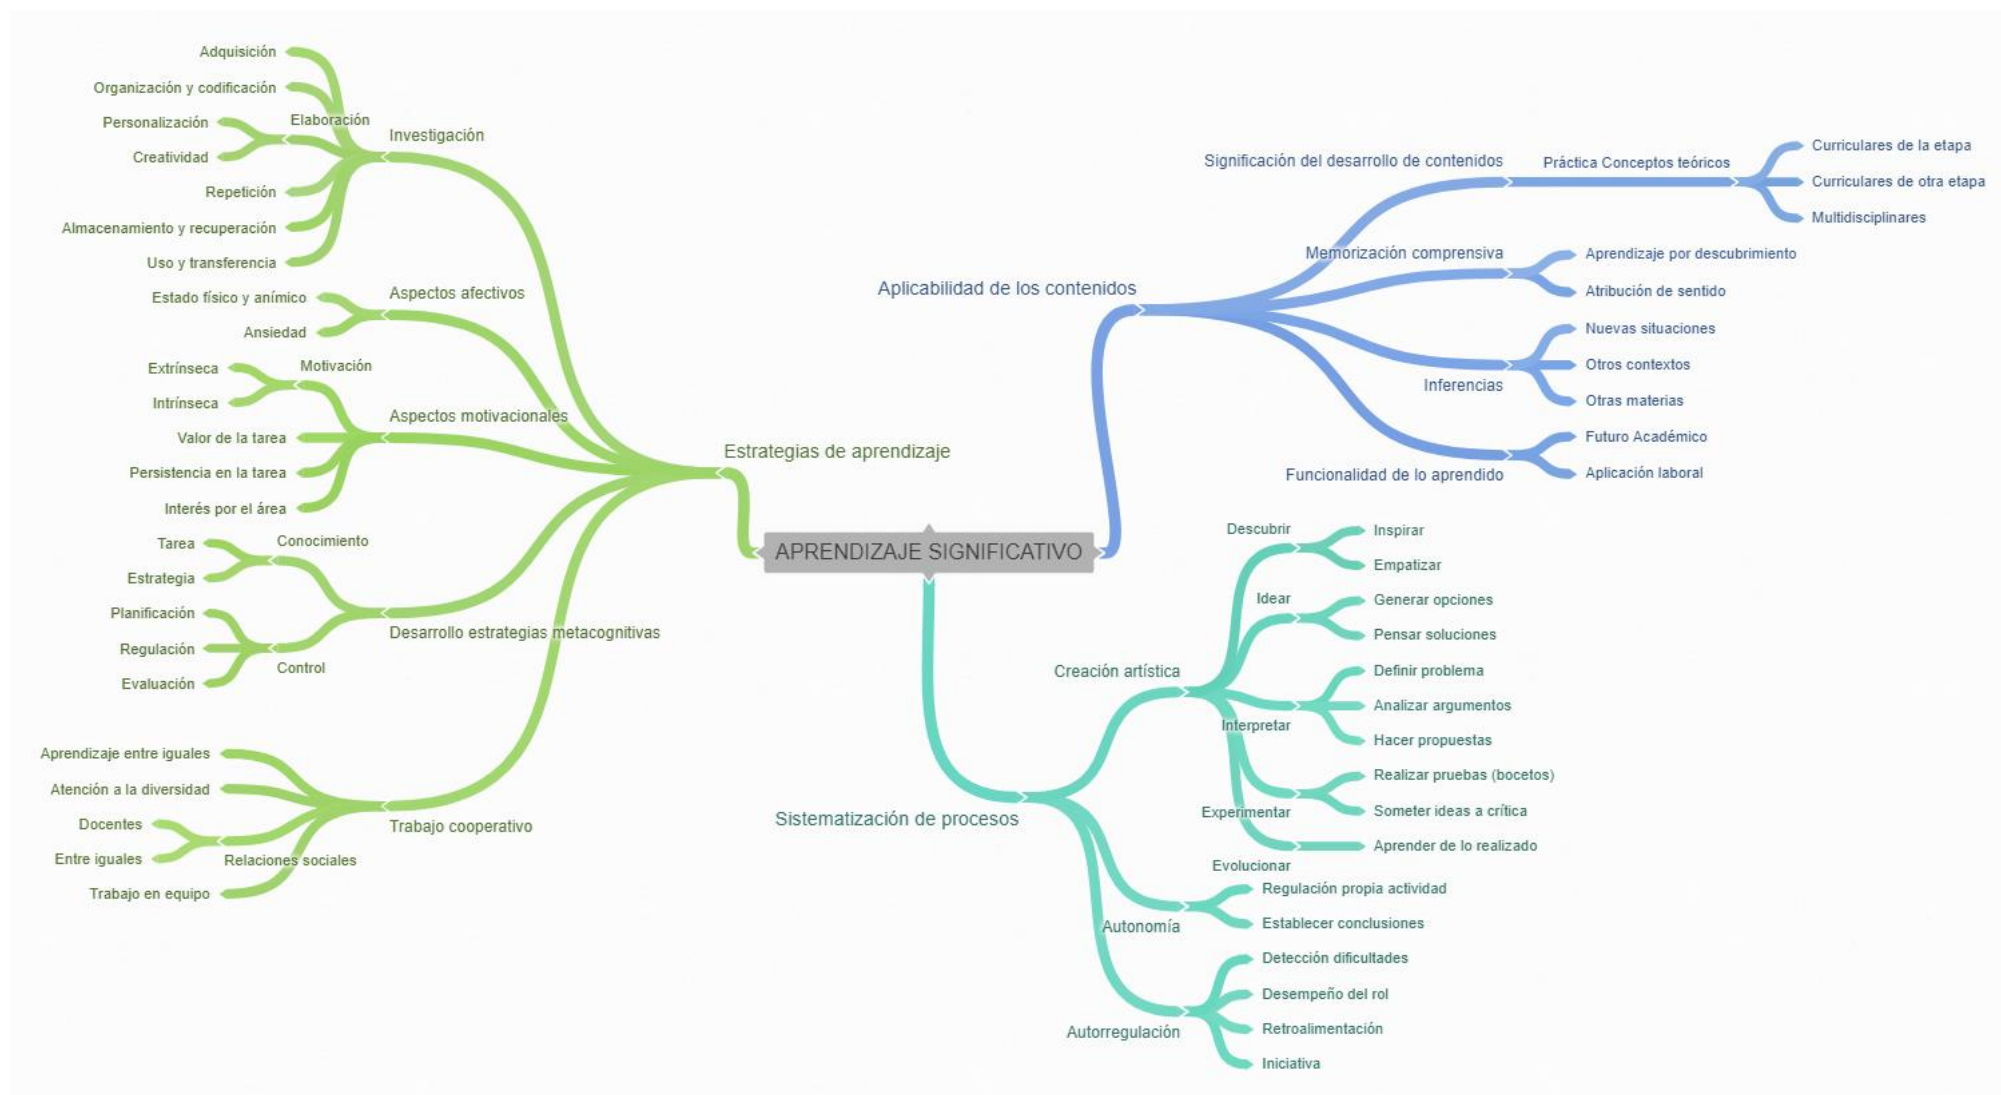 APRENDIZAJE SIGNIFICATIVO
Estrategias de aprendizaje
Investigación
Adquisición
Organización y codificación
Elaboración
Personalización
Creatividad
Repetición
Almacenamiento y recuperación
Uso y transferencia
Aspectos afectivos
Estado físico y anímico
Ansiedad
Aspectos motivacionales
Motivación
Extrínseca
Intrínseca
Valor de la tarea
Persistencia en la tarea
Interés por el área
Desarrollo estrategias metacognitivas
Conocimiento
Tarea
Estrategia
Control
Planificación
Regulación
Evaluación
Trabajo cooperativo
Aprendizaje entre iguales
Atención a la diversidad
Relaciones sociales
Docentes
Entre iguales
Trabajo en equipo
Aplicabilidad de los contenidos
Significación del desarrollo de contenidos
Práctica Conceptos teóricos
Curriculares de la etapa
Curriculares de otra etapa
Multidisciplinares
Memorización comprensiva
Aprendizaje por descubrimiento
Atribución de sentido
Inferencias
Nuevas situaciones
Otros contextos
Otras materias
Funcionalidad de lo aprendido
Futuro Académico
Aplicación laboral
Sistematización de procesos
Creación artística
Descubrir
Inspirar
Empatizar
Idear
Generar opciones
Pensar soluciones
Interpretar
Definir problema
Analizar argumentos
Hacer propuestas
Experimentar
Realizar pruebas (bocetos)
Someter ideas a crítica
Evolucionar
Aprender de lo realizado
Autonomía
Regulación propia actividad
Establecer conclusiones
Autorregulación
Detección dificultades
Desempeño del rol
Retroalimentación
Iniciativa